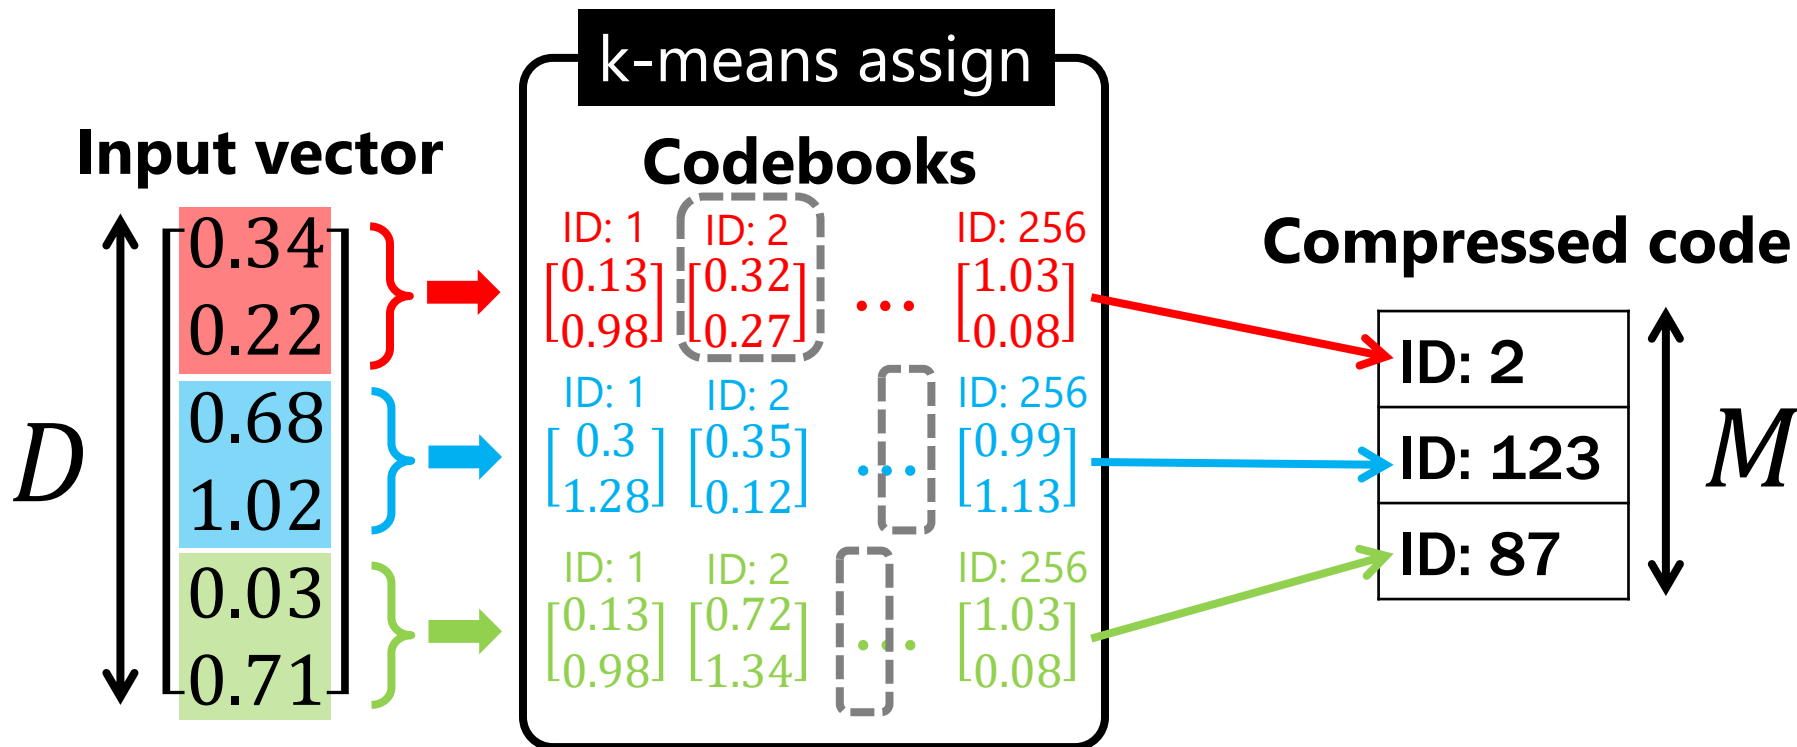 k-means assign
Input vector
Codebooks
Compressed code
D
0.34
0.22
0.68
1.02
0.03
0.71
ID: 1 ID: 2 ID: 256
[0.13] [0.32] ... [1.03]
[0.98] [0.27] [0.08]
ID: 1 ID: 2 ID: 256
[0.3] [0.35] ... [0.99]
[1.28] [0.12] [1.13]
ID: 1 ID: 2 ID: 256
[0.13] [0.72] ... [1.03]
[0.98] [1.34] [0.08]
ID: 2
ID: 123
ID: 87
M